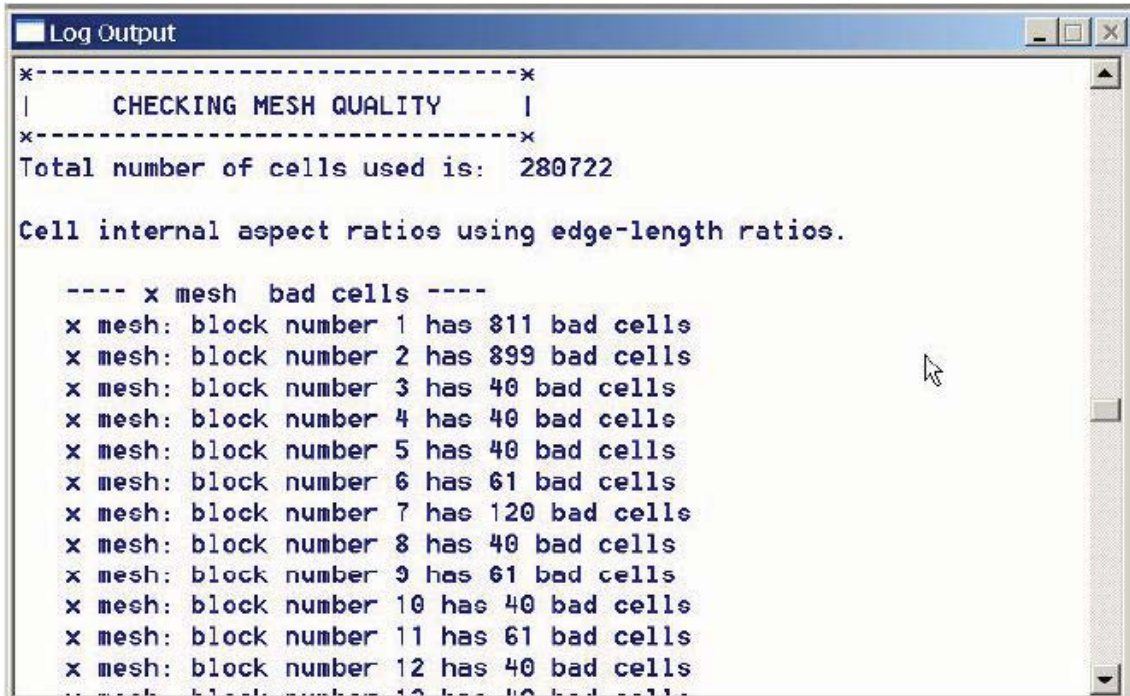 Log Output
*-------------------------------*
| CHECKING MESH QUALITY |
*-------------------------------*
Total number of cells used is: 280722
Cell internal aspect ratios using edge-length ratios.
---- x mesh bad cells ----
x mesh: block number 1 has 811 bad cells
x mesh: block number 2 has 899 bad cells
x mesh: block number 3 has 40 bad cells
x mesh: block number 4 has 40 bad cells
x mesh: block number 5 has 40 bad cells
x mesh: block number 6 has 61 bad cells
x mesh: block number 7 has 120 bad cells
x mesh: block number 8 has 40 bad cells
x mesh: block number 9 has 61 bad cells
x mesh: block number 10 has 40 bad cells
x mesh: block number 11 has 61 bad cells
x mesh: block number 12 has 40 bad cells